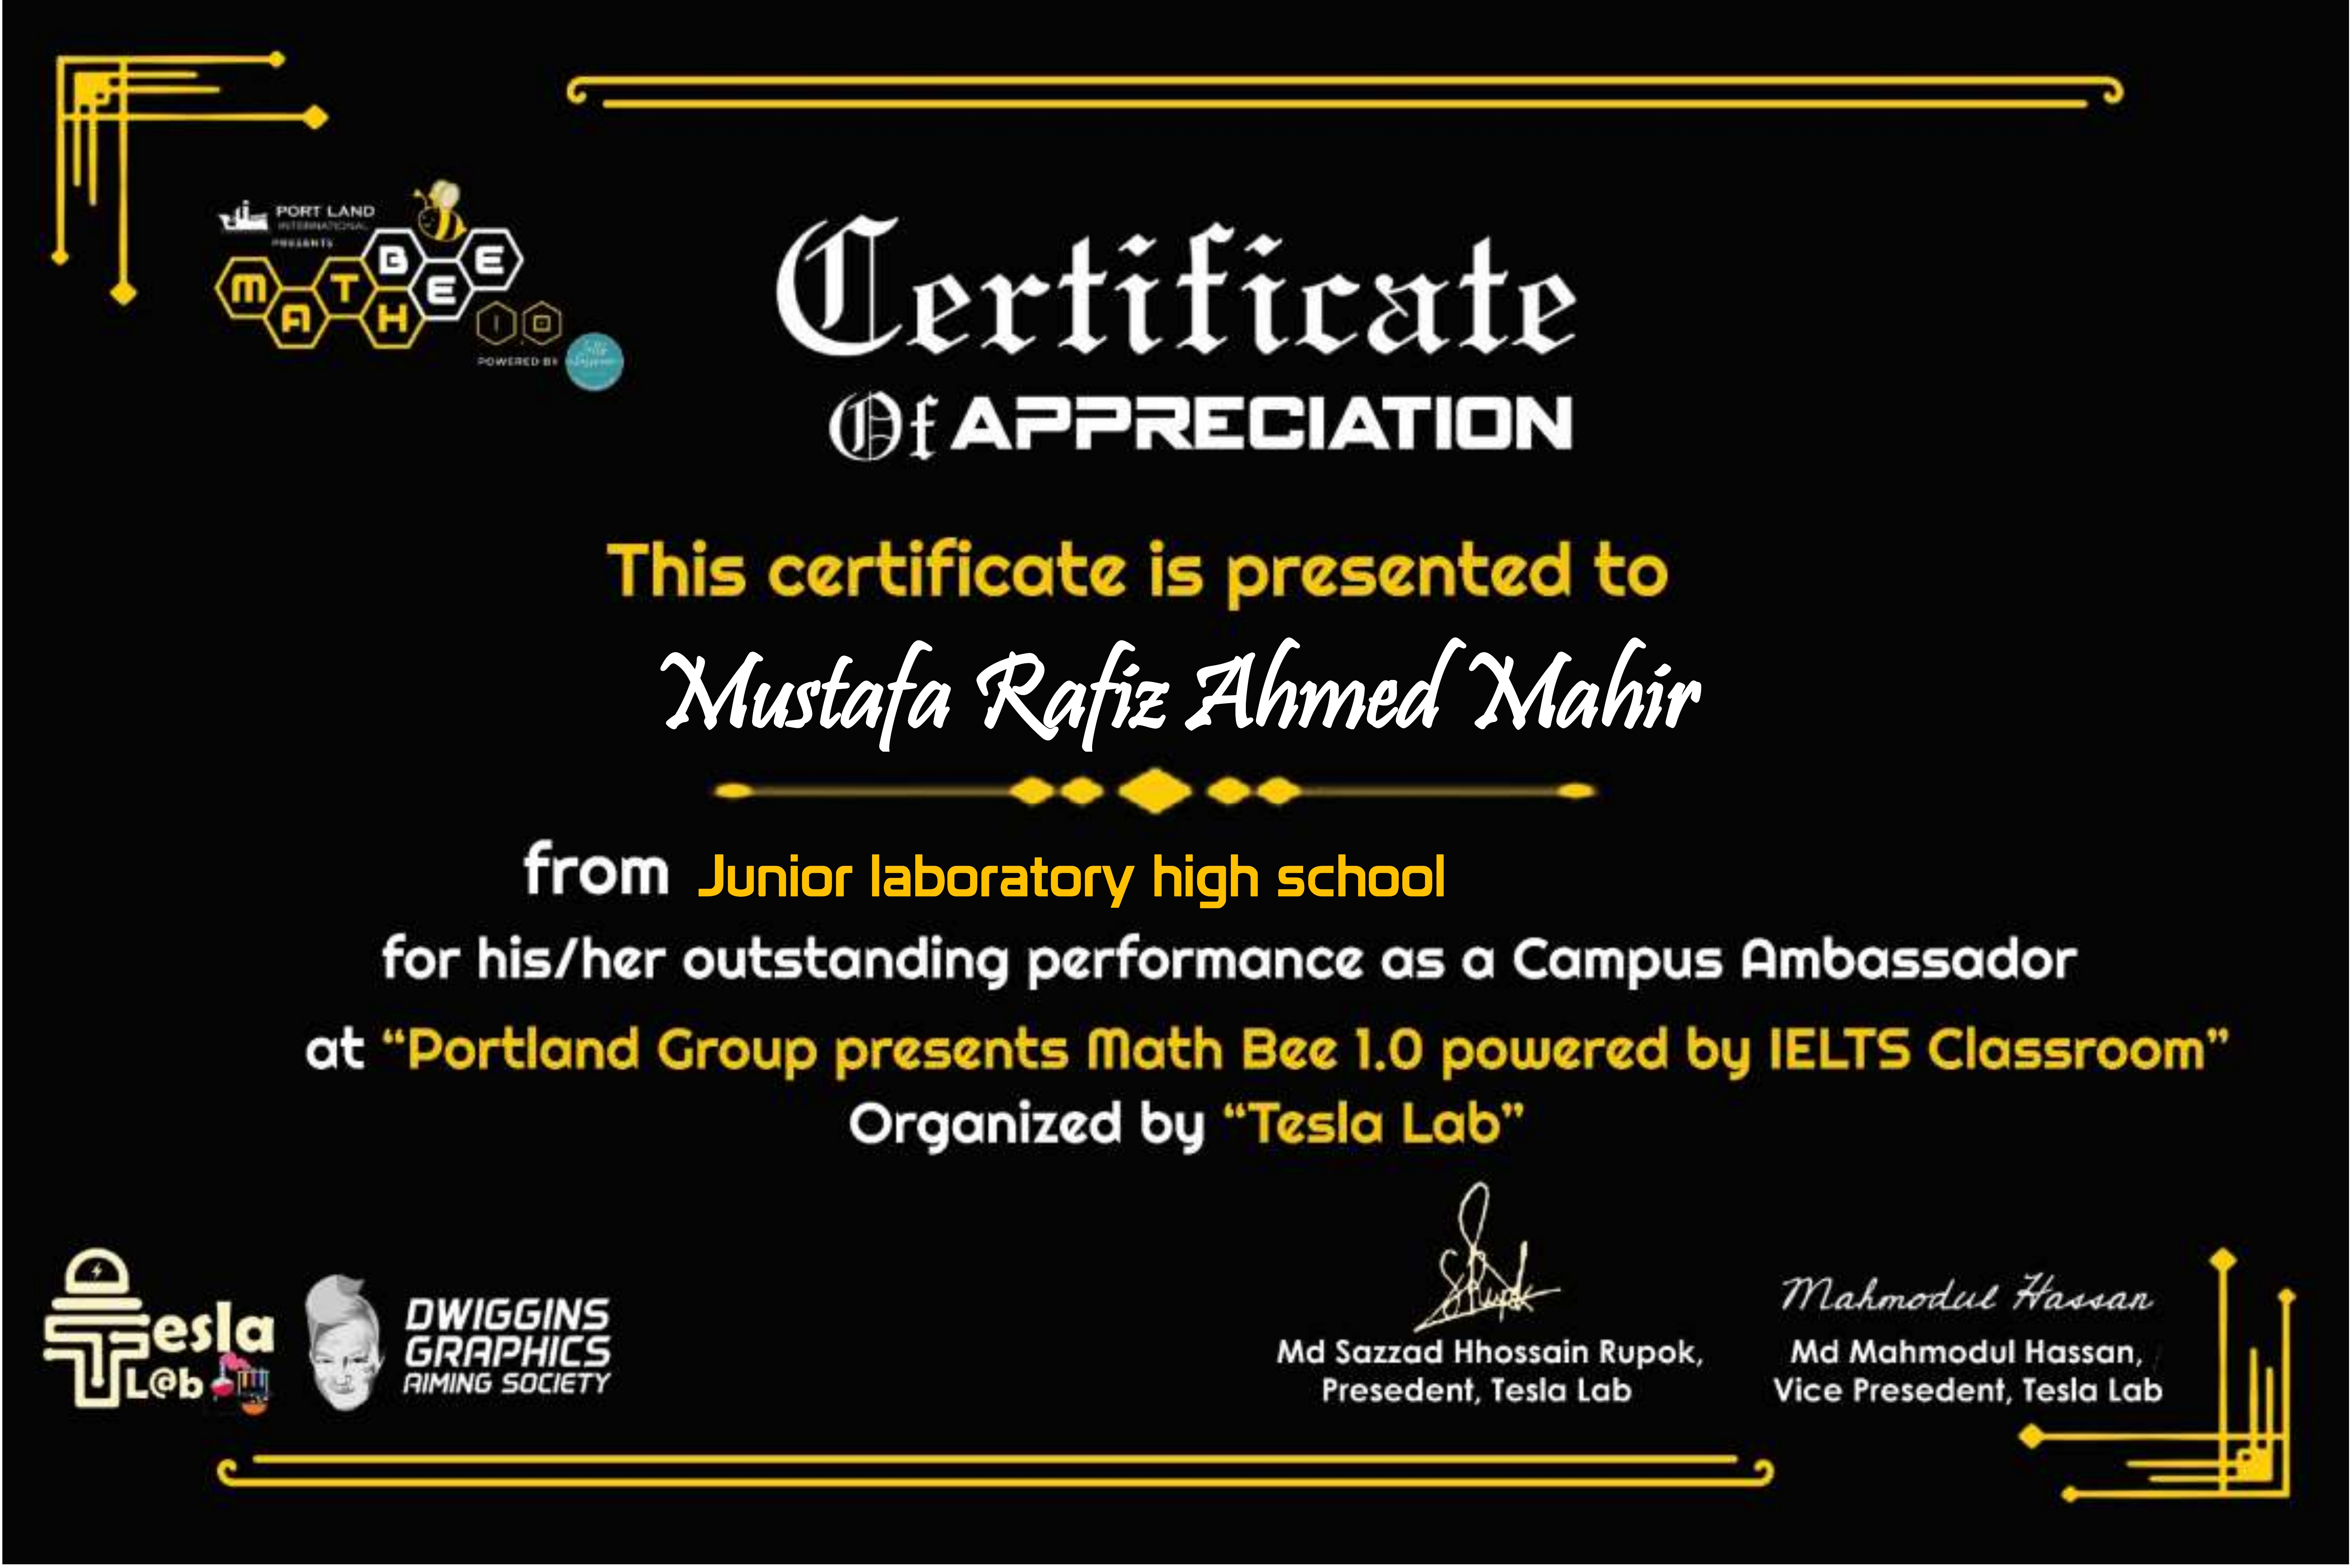 PORT LAND
INTERNATIONAL
PRESENTS
MATH BEE
1.0
POWERED BY
Certificate
Of APPRECIATION
This certificate is presented to
Mustafa Rafiz Ahmed Mahir
from Junior laboratory high school
for his/her outstanding performance as a Campus Ambassador
at “Portland Group presents Math Bee 1.0 powered by IELTS Classroom”
Organized by “Tesla Lab”
Tesla
L@b
DWIGGINS
GRAPHICS
AIMING SOCIETY
Mahmodul Hassan
Md Sazzad Hhossain Rupok,
Presedent, Tesla Lab
Md Mahmodul Hassan,
Vice Presedent, Tesla Lab